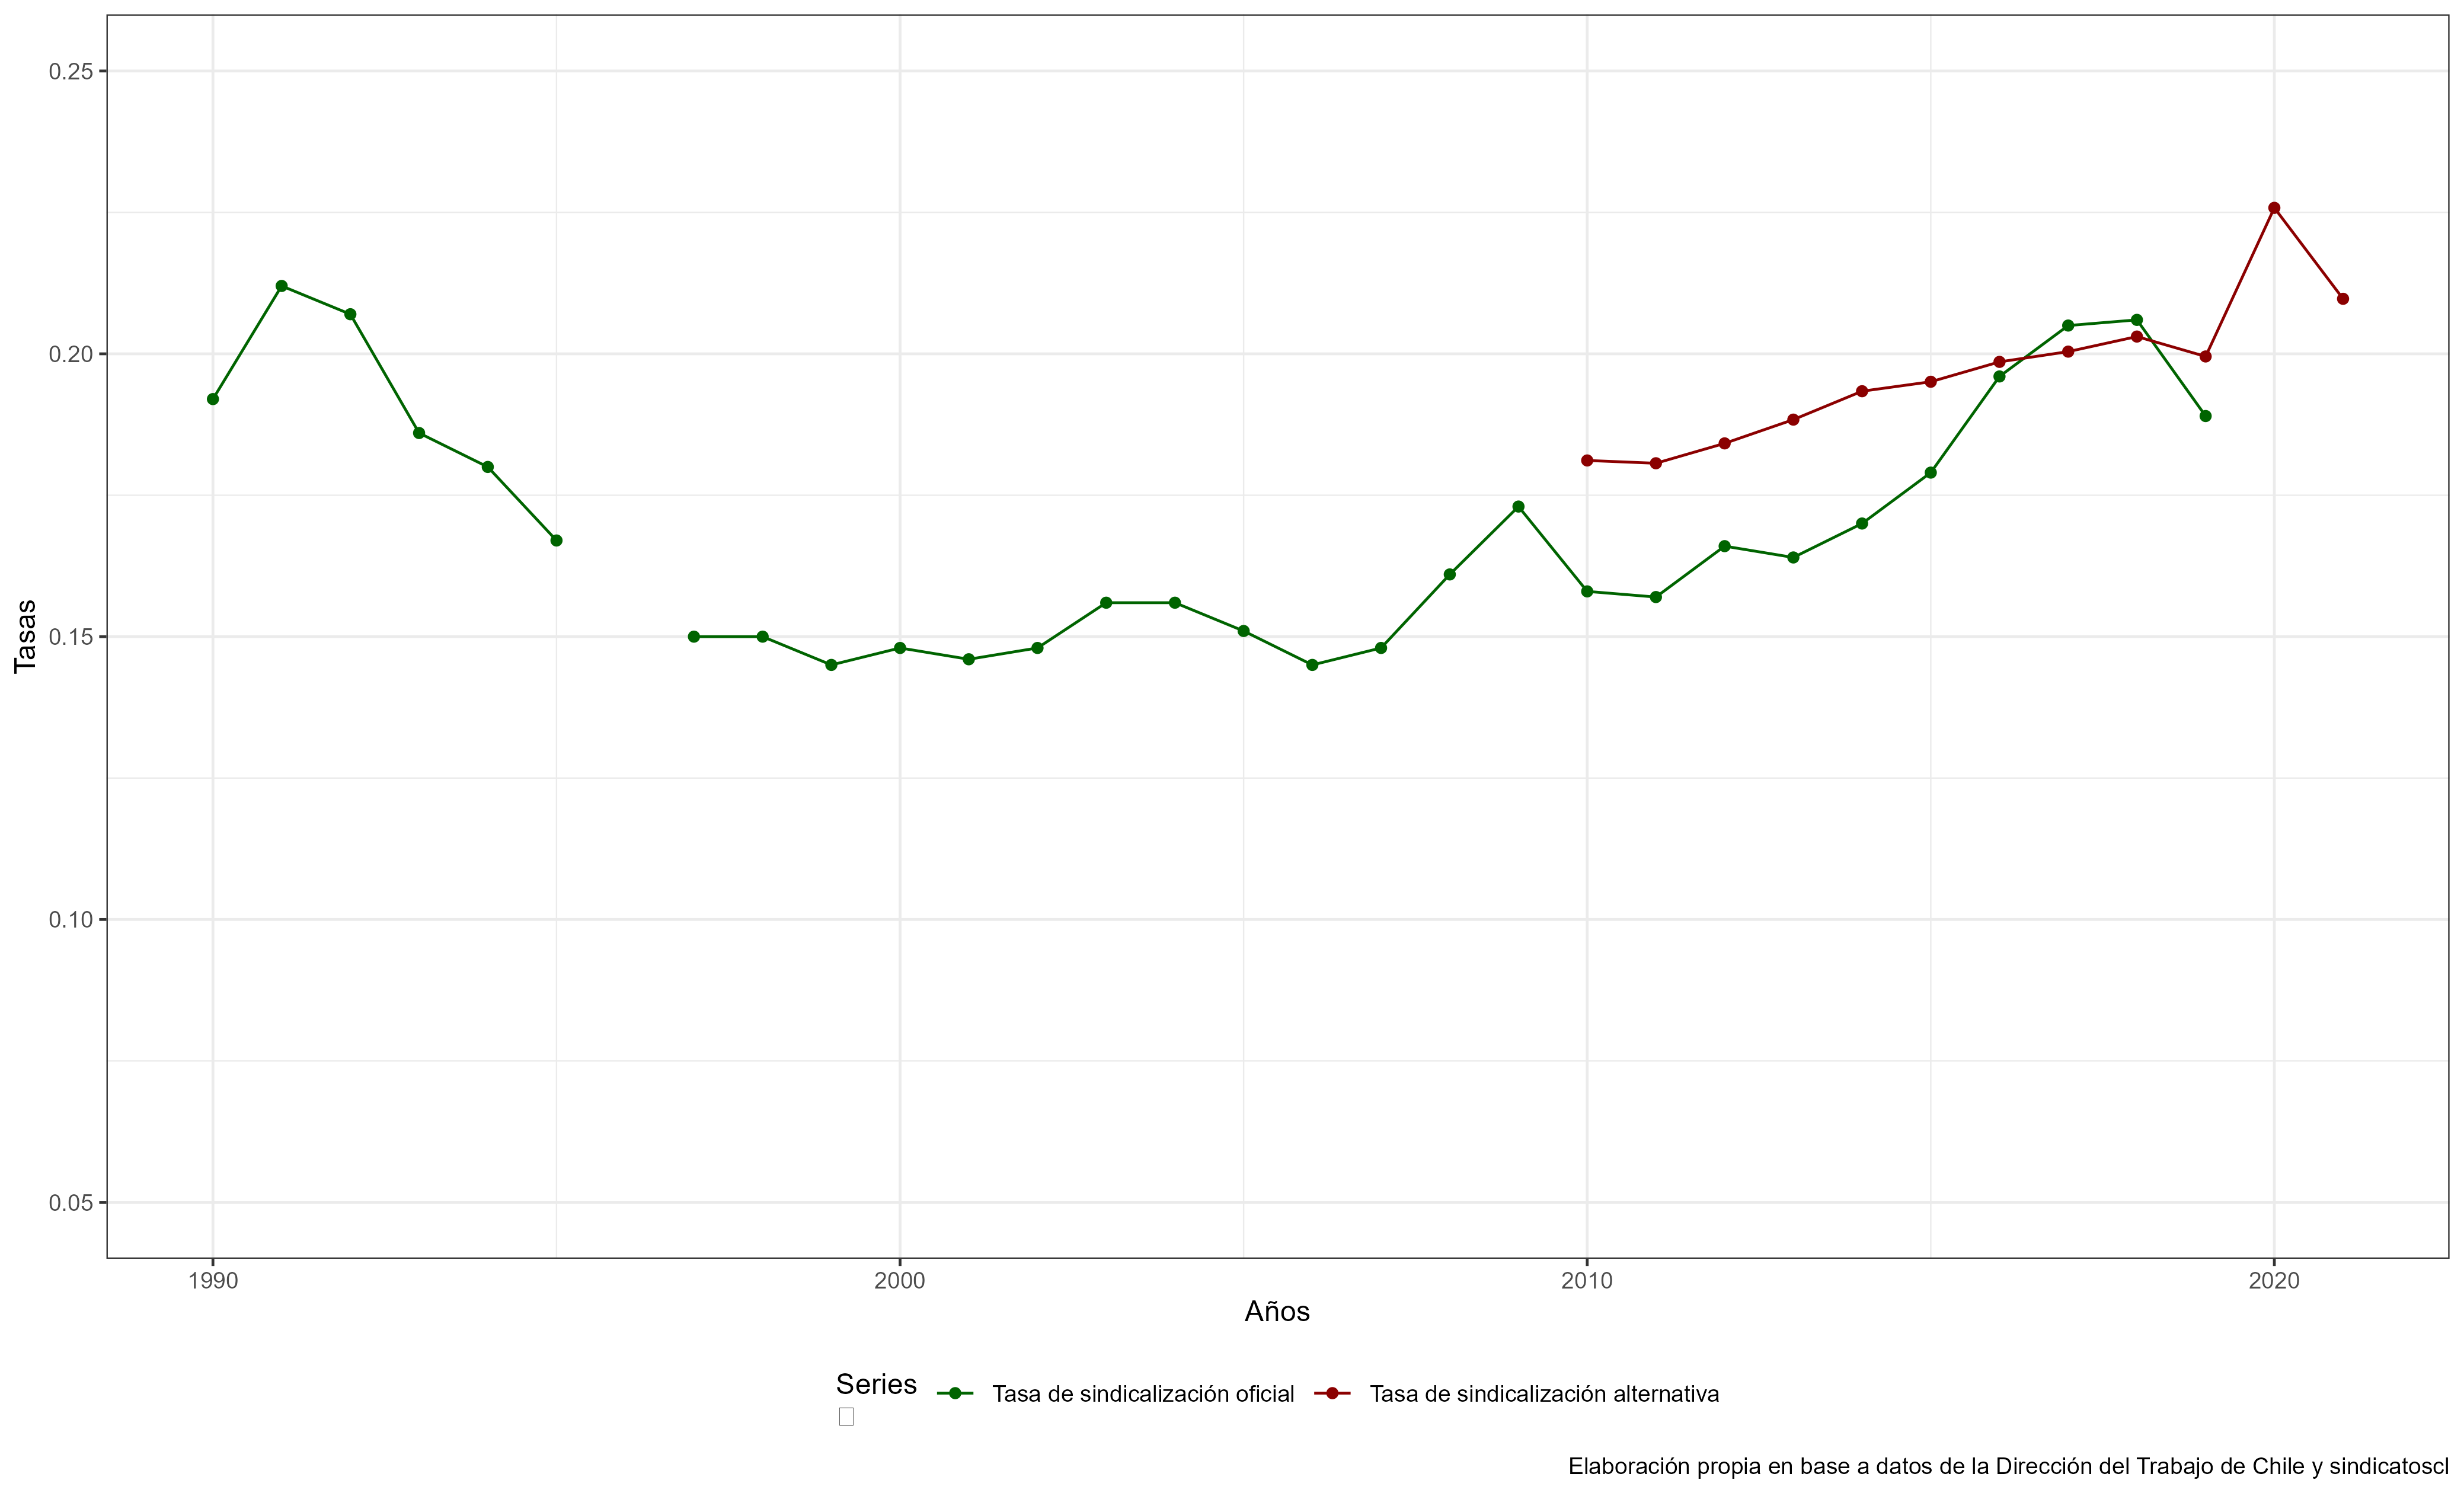 0.25
0.20
0.15
0.10
0.05
Tasas
1990
2000
2010
2020
Años
Series
Tasa de sindicalización oficial
Tasa de sindicalización alternativa
Elaboración propia en base a datos de la Dirección del Trabajo de Chile y sindicatoscl